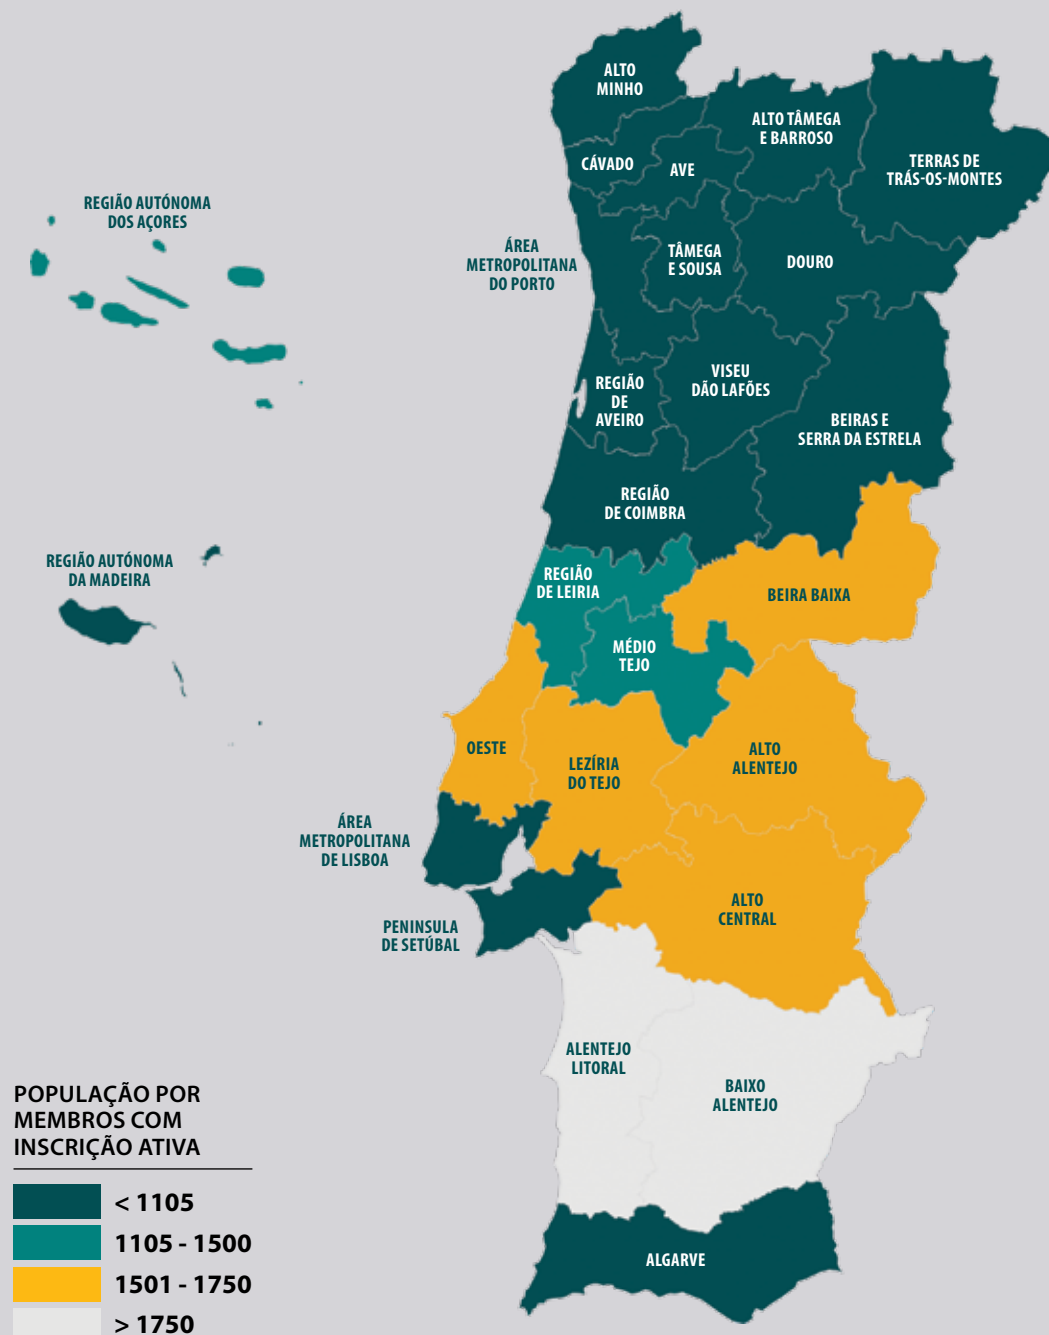 ALTO
MINHO
ALTO TÂMEGA
E BARROSO
CÁVADO
AVE
TERRAS DE
TRÁS-OS-MONTES
REGIÃO AUTÓNOMA
DOS AÇORES
ÁREA
METROPOLITANA
DO PORTO
TÂMEGA
E SOUSA
DOURO
VISEU
DÃO LAFÕES
REGIÃO
DE
AVEIRO
BEIRAS E
SERRA DA ESTRELA
REGIÃO
DE COIMBRA
REGIÃO AUTÓNOMA
DA MADEIRA
REGIÃO
DE LEIRIA
BEIRA BAIXA
MÉDIO
TEJO
OESTE
LEZÍRIA
DO TEJO
ALTO
ALENTEJO
ÁREA
METROPOLITANA
DE LISBOA
ALTO
CENTRAL
PENINSULA
DE SETÚBAL
ALENTEJO
LITORAL
BAIXO
ALENTEJO
ALGARVE
POPULAÇÃO POR
MEMBROS COM
INSCRIÇÃO ATIVA
< 1105
1105 - 1500
1501 - 1750
> 1750